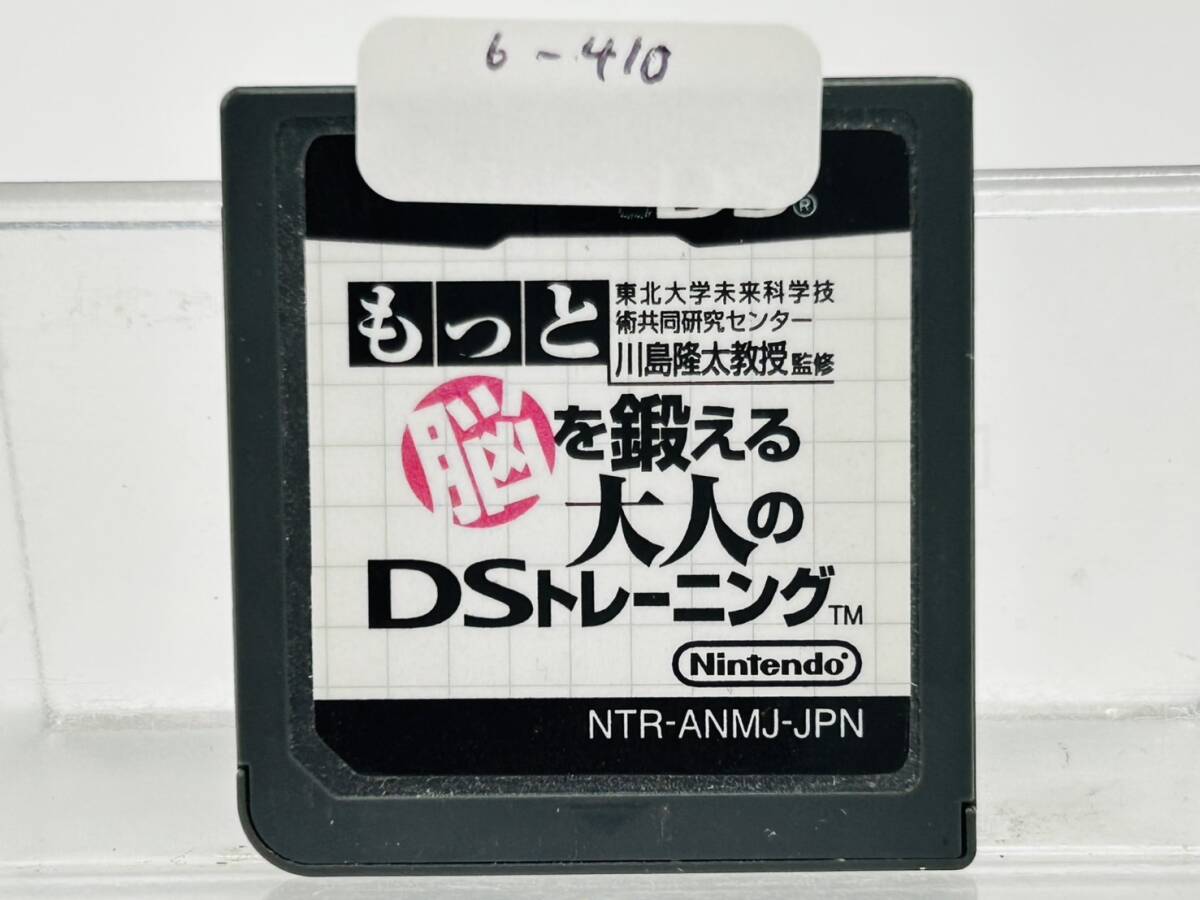 6-410
もっと
東北大学未来科学技
術共同研究センター
川島隆太教授監修
脳を鍛える
大人の
DSトレーニング™
Nintendo®
NTR-ANMJ-JPN